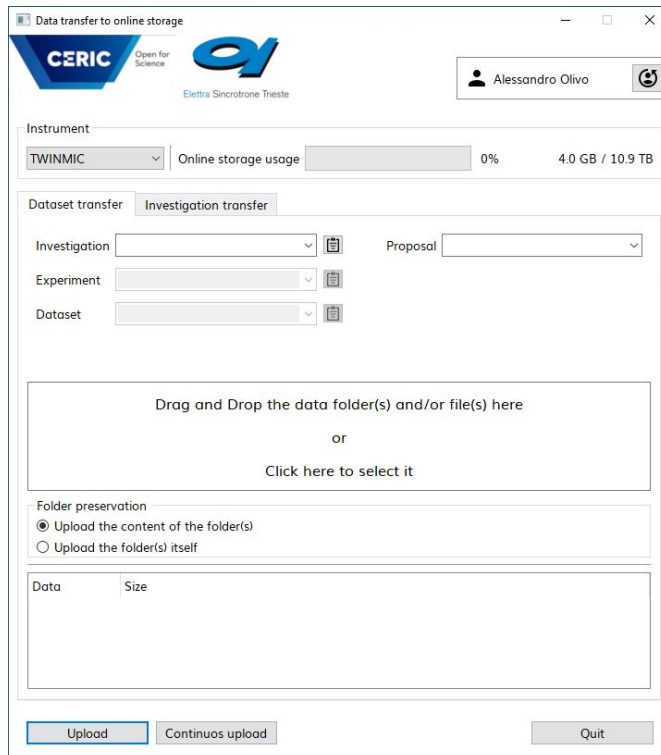 Data transfer to online storage
CERIC
Open for
Science
Elettra Sincrotrone Trieste
Alessandro Olivo
Instrument
TWINMIC
Online storage usage
0%
4.0 GB / 10.9 TB
Dataset transfer
Investigation transfer
Investigation
Proposal
Experiment
Dataset
Drag and Drop the data folder(s) and/or file(s) here
or
Click here to select it
Folder preservation
Upload the content of the folder(s)
Upload the folder(s) itself
Data
Size
Upload
Continuos upload
Quit